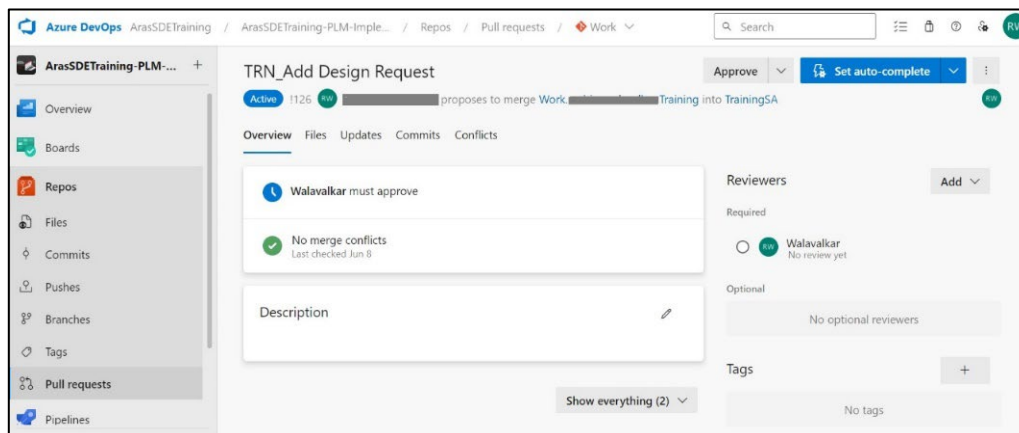 Azure DevOps ArasSDETraining / ArasSDETraining-PLM-Imple... / Repos / Pull requests / Work
Search
RW
ArasSDETraining-PLM-... +
Overview
Boards
Repos
Files
Commits
Pushes
Branches
Tags
Pull requests
Pipelines
TRN_Add Design Request
Approve
Set auto-complete
Active !126 RW proposes to merge Work. Training into TrainingSA
RW
Overview Files Updates Commits Conflicts
Walavalkar must approve
No merge conflicts
Last checked Jun 8
Description
Show everything (2)
Reviewers
Add
Required
RW Walavalkar
No review yet
Optional
No optional reviewers
Tags
+
No tags